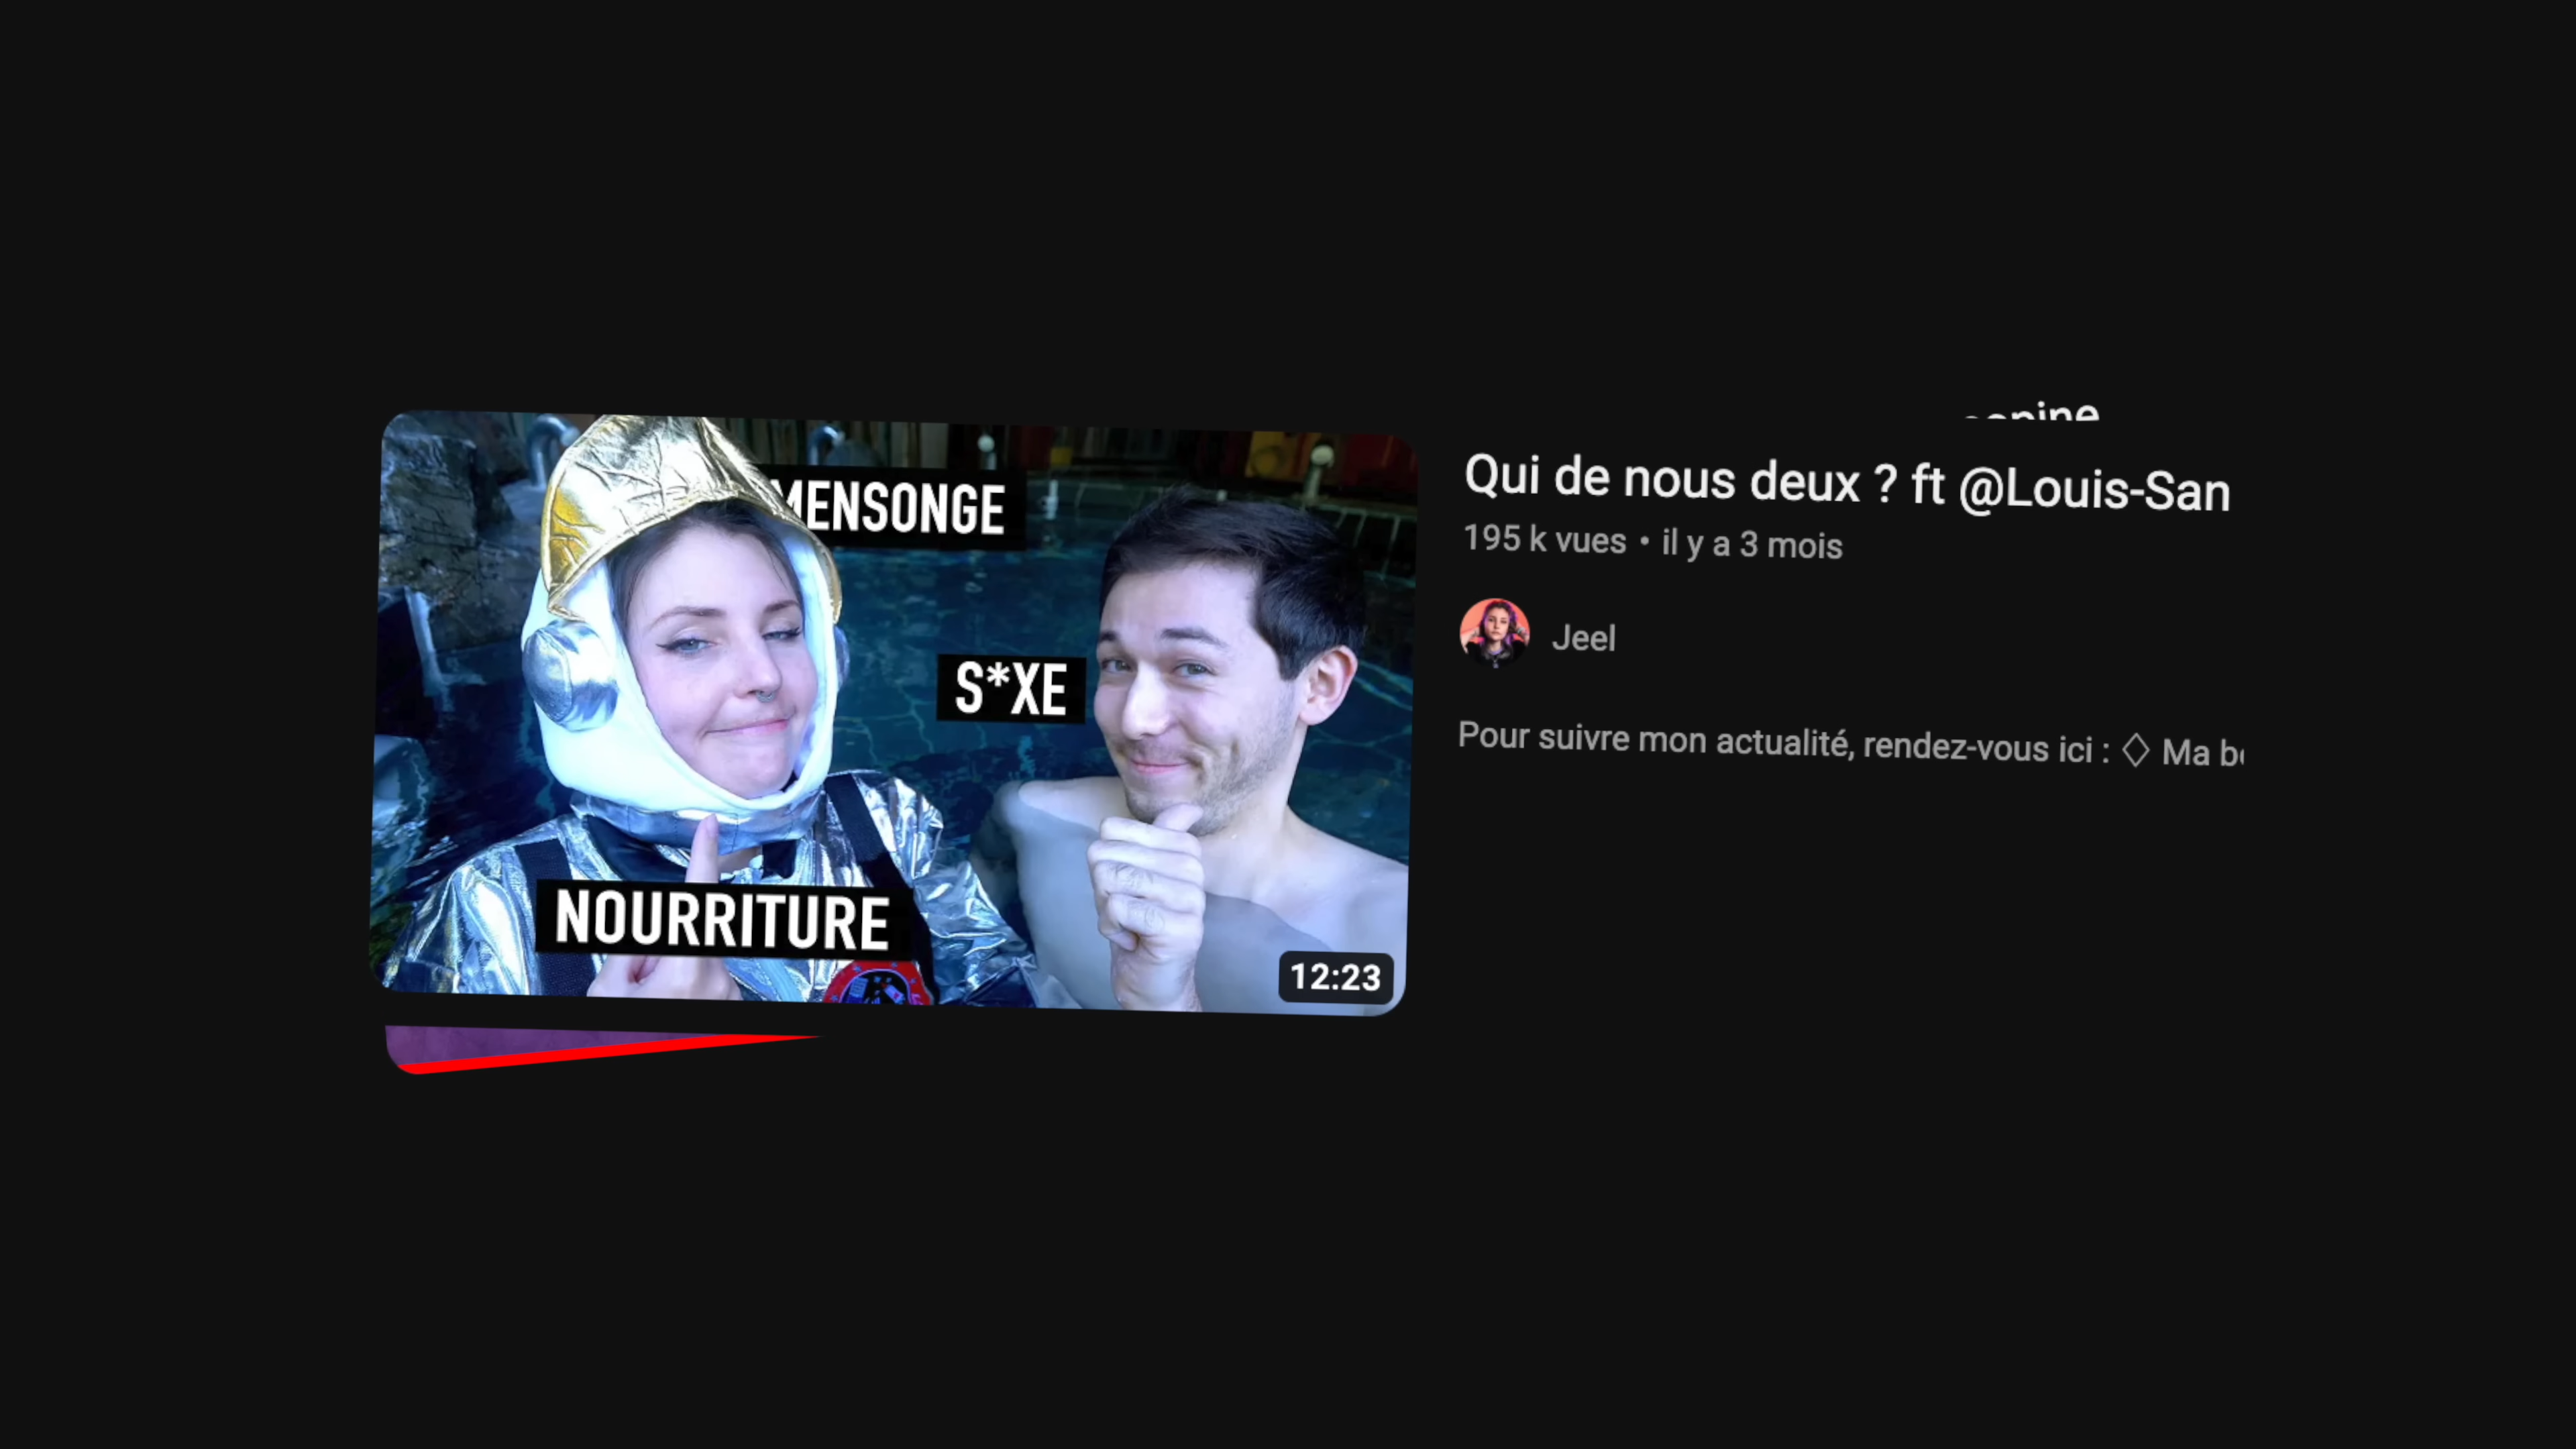 MENSONGE
S*XE
NOURRITURE
12:23
Qui de nous deux ? ft @Louis-San
195 k vues • il y a 3 mois
Jeel
Pour suivre mon actualité, rendez-vous ici : ◇ Ma